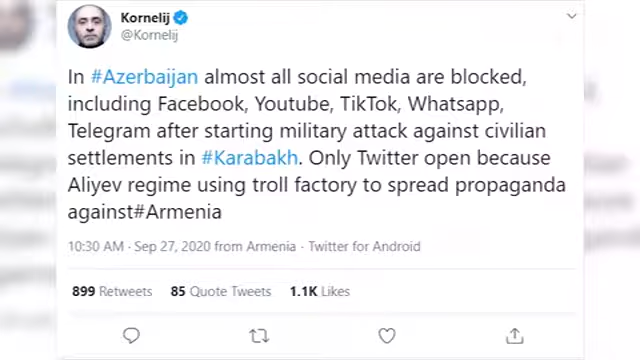 Kornelij
@Kornelij
In #Azerbaijan almost all social media are blocked,
including Facebook, Youtube, TikTok, Whatsapp,
Telegram after starting military attack against civilian
settlements in #Karabakh. Only Twitter open because
Aliyev regime using troll factory to spread propaganda
against#Armenia
10:30 AM · Sep 27, 2020 from Armenia · Twitter for Android
899 Retweets 85 Quote Tweets 1.1K Likes